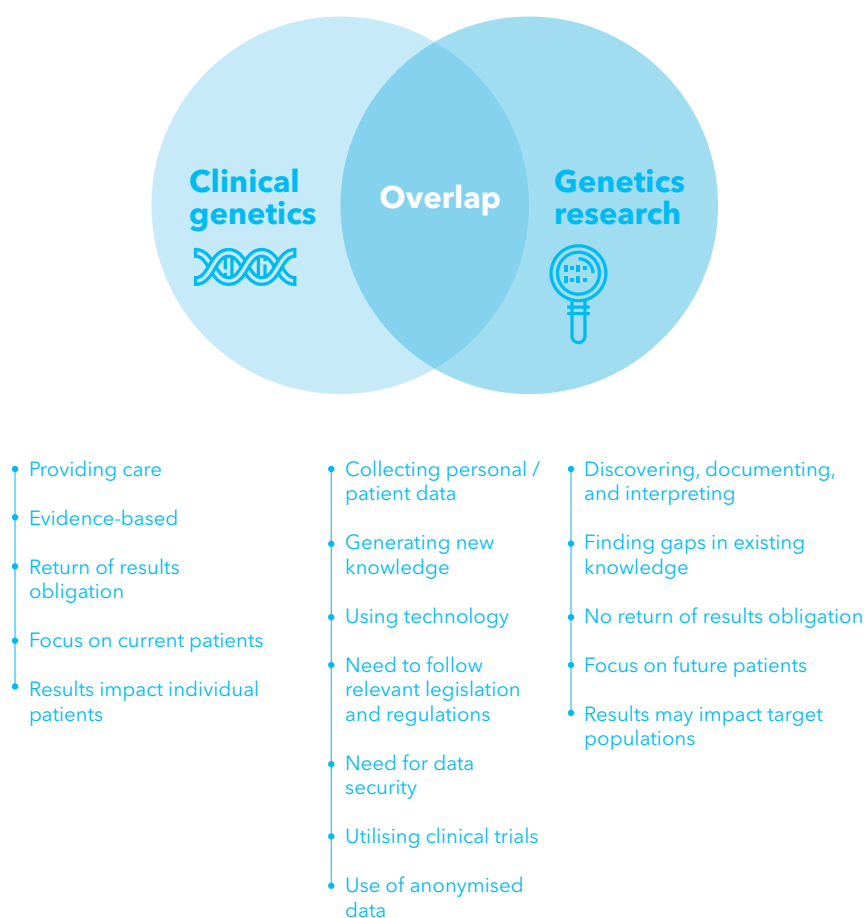 Clinical
genetics
Overlap
Genetics
research
Providing care
Evidence-based
Return of results
obligation
Focus on current patients
Results impact individual
patients
Collecting personal /
patient data
Generating new
knowledge
Using technology
Need to follow
relevant legislation
and regulations
Need for data
security
Utilising clinical trials
Use of anonymised
data
Discovering, documenting,
and interpreting
Finding gaps in existing
knowledge
No return of results obligation
Focus on future patients
Results may impact target
populations